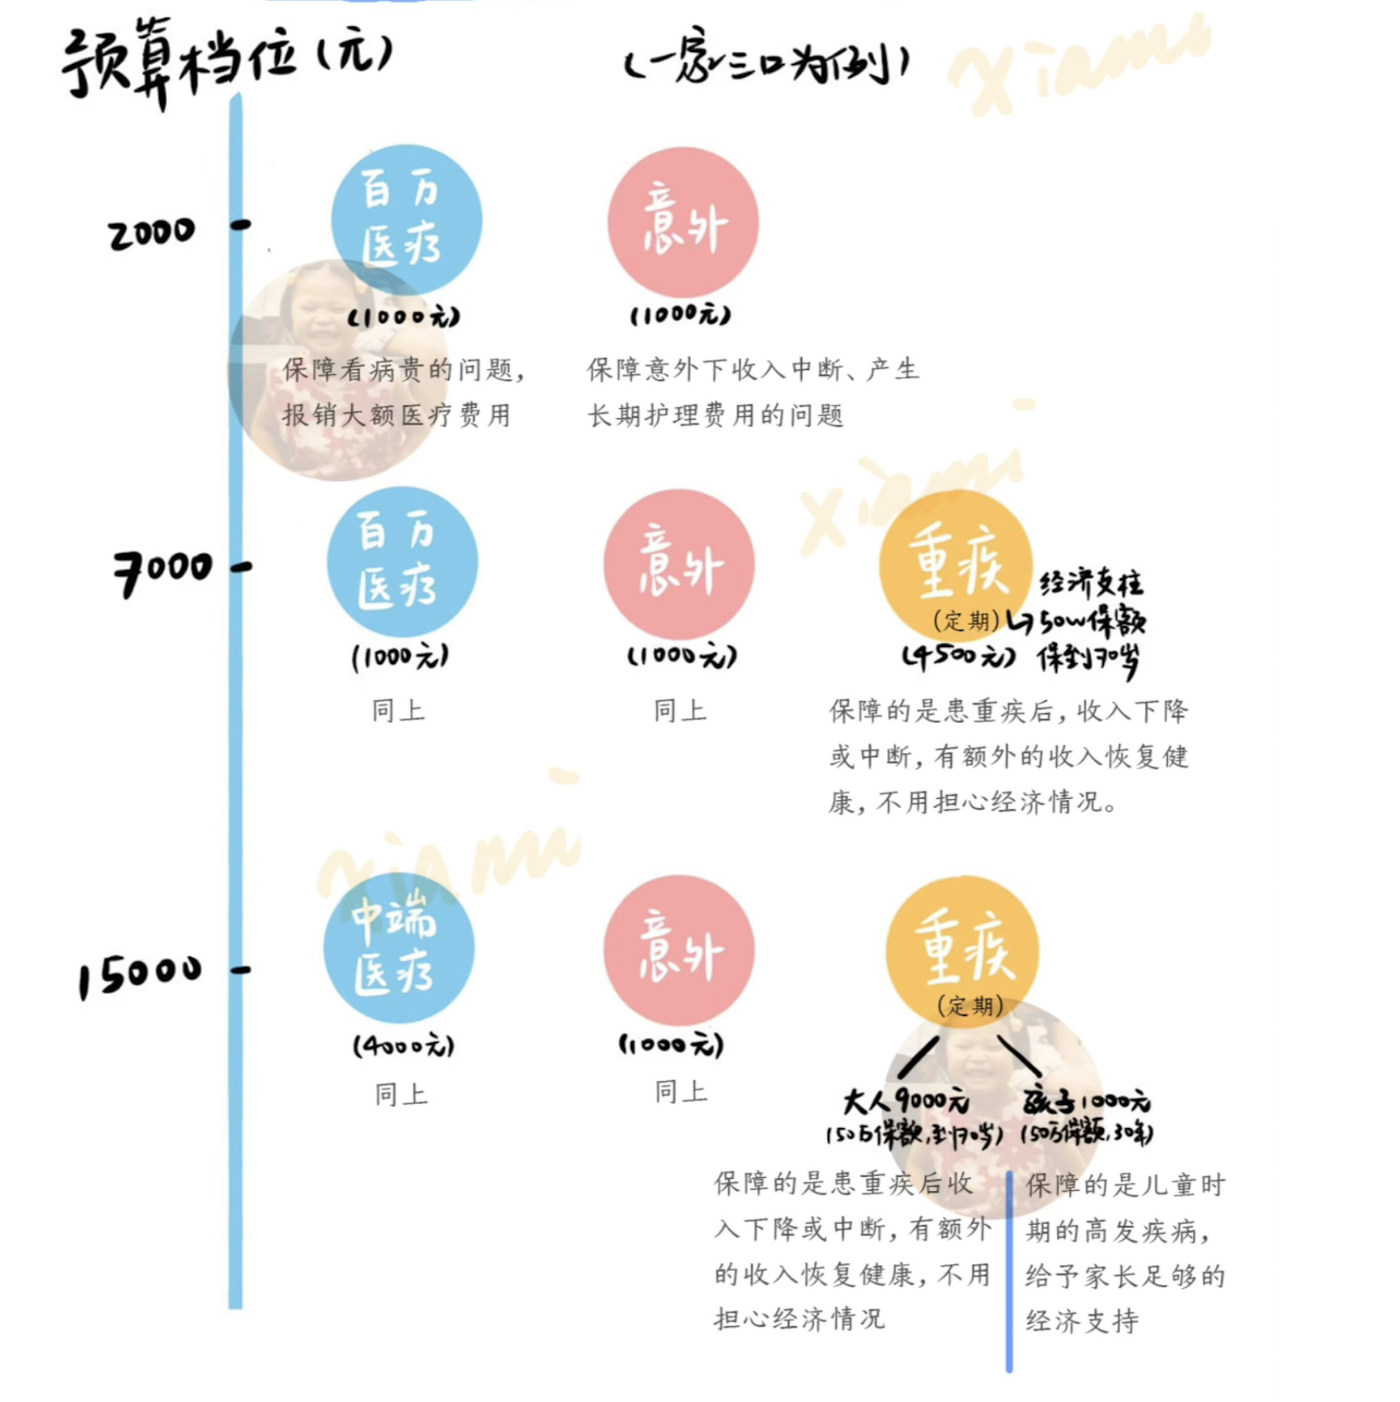 预算档位(元)
(一家三口为例)
xiami
2000
百万
医疗
(1000元)
保障看病贵的问题,
报销大额医疗费用
意外
(1000元)
保障意外下收入中断、产生
长期护理费用的问题
xiami
7000
百万
医疗
(1000元)
同上
意外
(1000元)
同上
重疾
(定期)
(4500元)
经济支柱
↳50w保额
保到70岁
保障的是患重疾后,收入下降
或中断,有额外的收入恢复健
康,不用担心经济情况。
xiami
15000
中端
医疗
(4000元)
同上
意外
(1000元)
同上
重疾
(定期)
大人9000元
(50万保额,到70岁)
保障的是患重疾后收
入下降或中断,有额外
的收入恢复健康,不用
担心经济情况
孩子1000元
(50万保额,30年)
保障的是儿童时
期的高发疾病,
给予家长足够的
经济支持